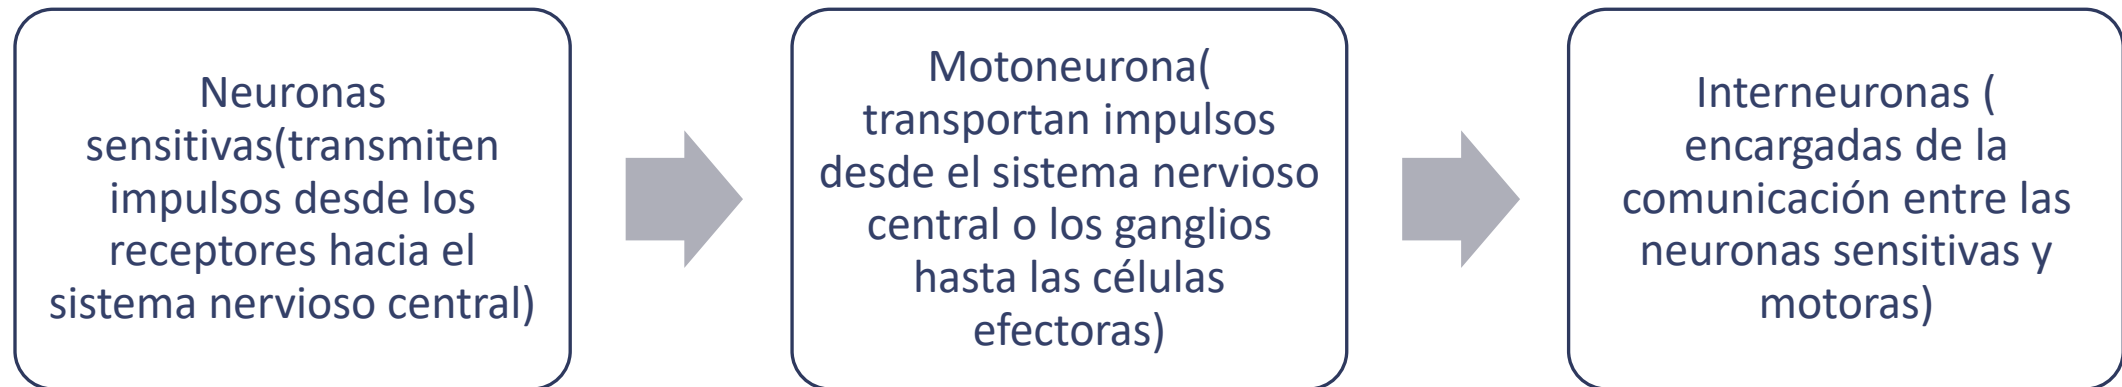 Neuronas
sensitivas(transmiten
impulsos desde los
receptores hacia el
sistema nervioso central)
Motoneurona(
transportan impulsos
desde el sistema nervioso
central o los ganglios
hasta las células
efectoras)
Interneuronas (
encargadas de la
comunicación entre las
neuronas sensitivas y
motoras)